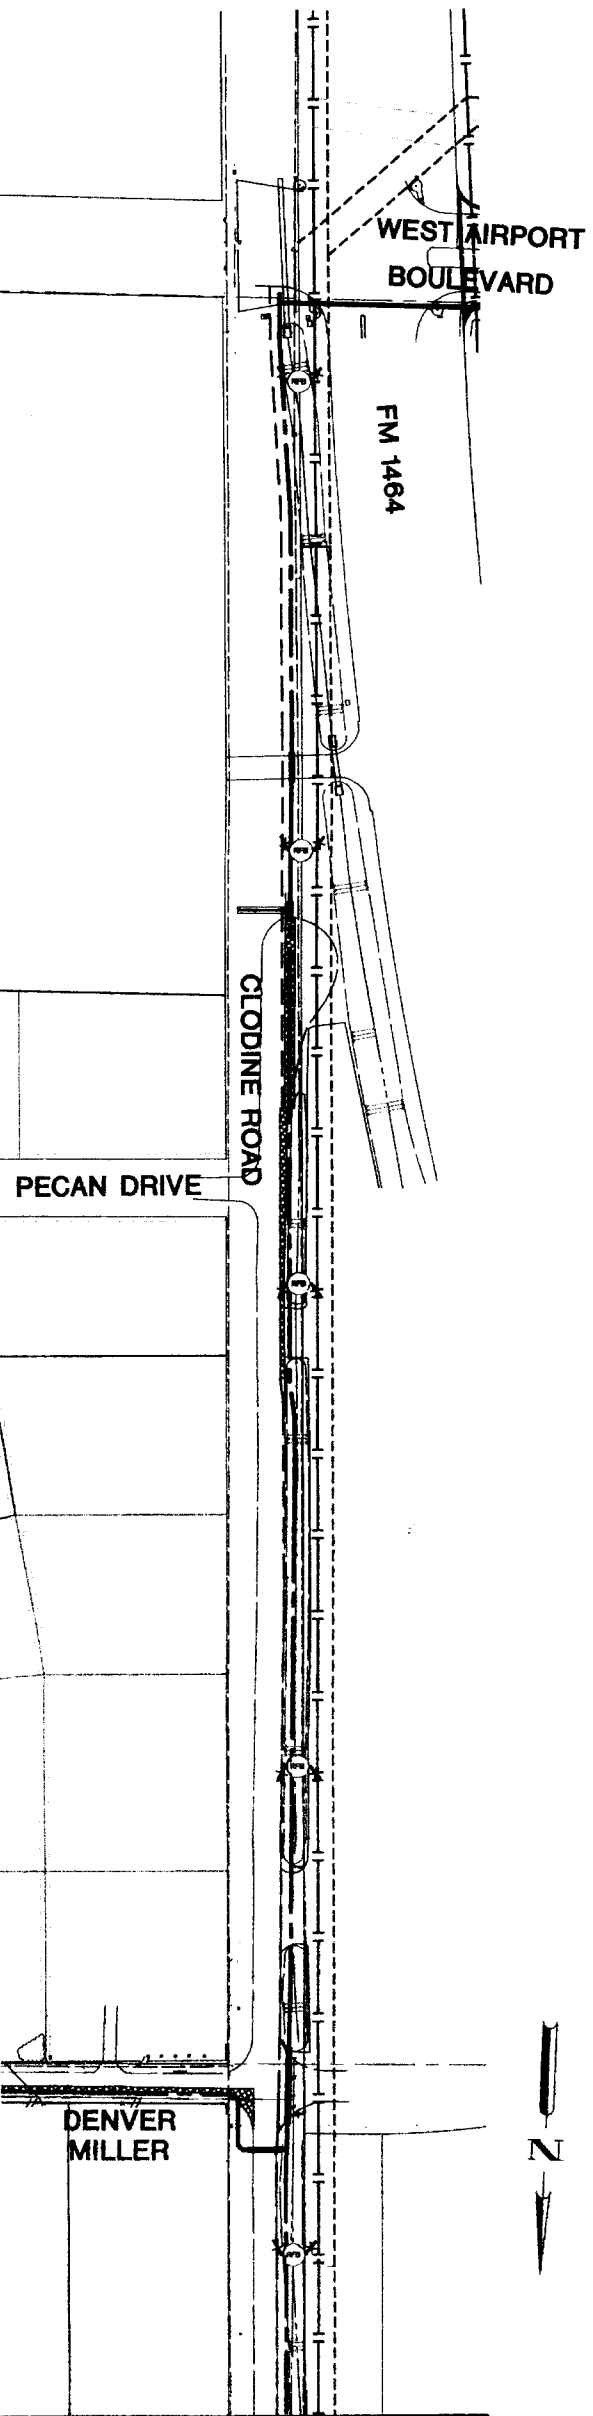 WEST AIRPORT
BOULEVARD
FM 1464
CLODINE ROAD
PECAN DRIVE
DENVER
MILLER
N